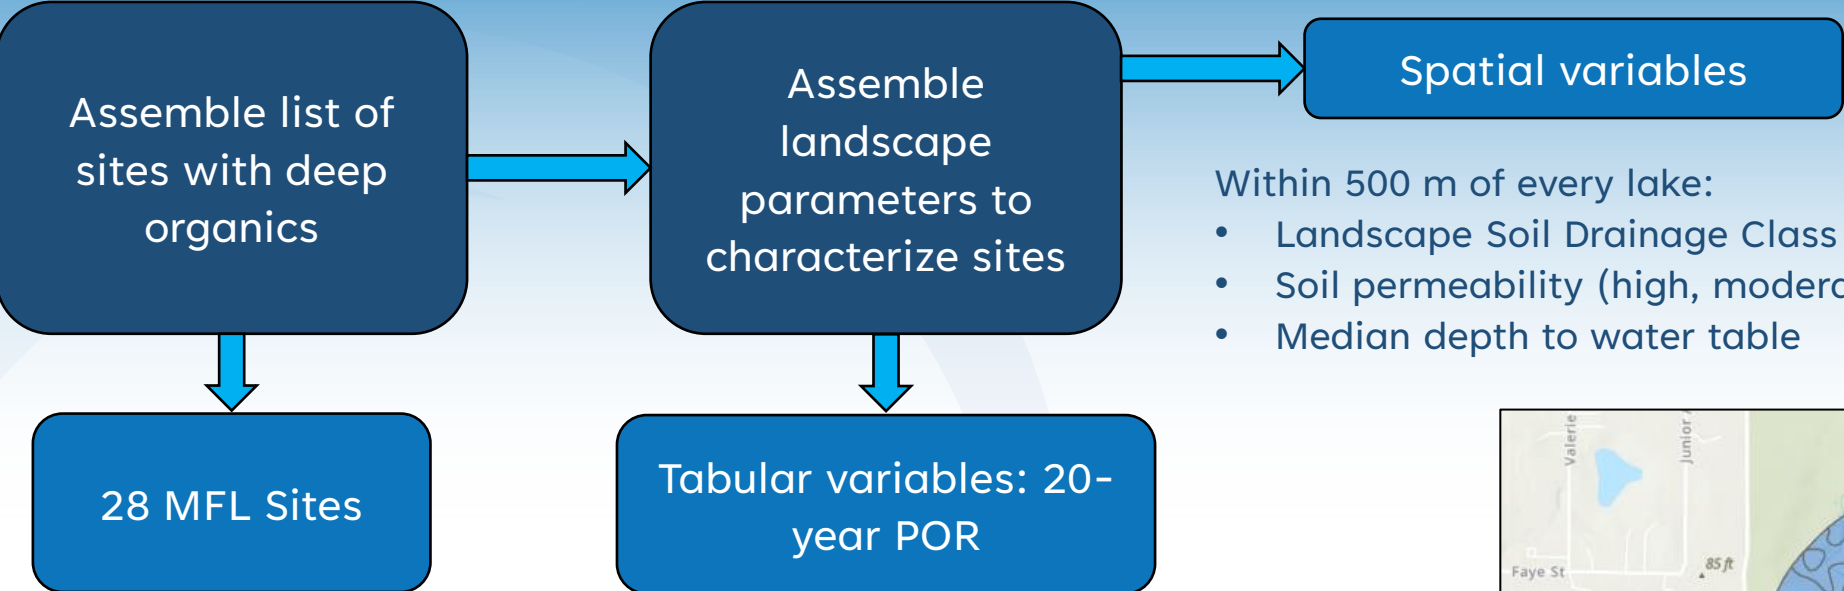 Assemble list of
sites with deep
organics
Assemble
landscape
parameters to
characterize sites
Spatial variables
Within 500 m of every lake:
• Landscape Soil Drainage Class
• Soil permeability (high, modera
• Median depth to water table
28 MFL Sites
Tabular variables: 20-
year POR
Valerie
Junior
85 ft
Faye St